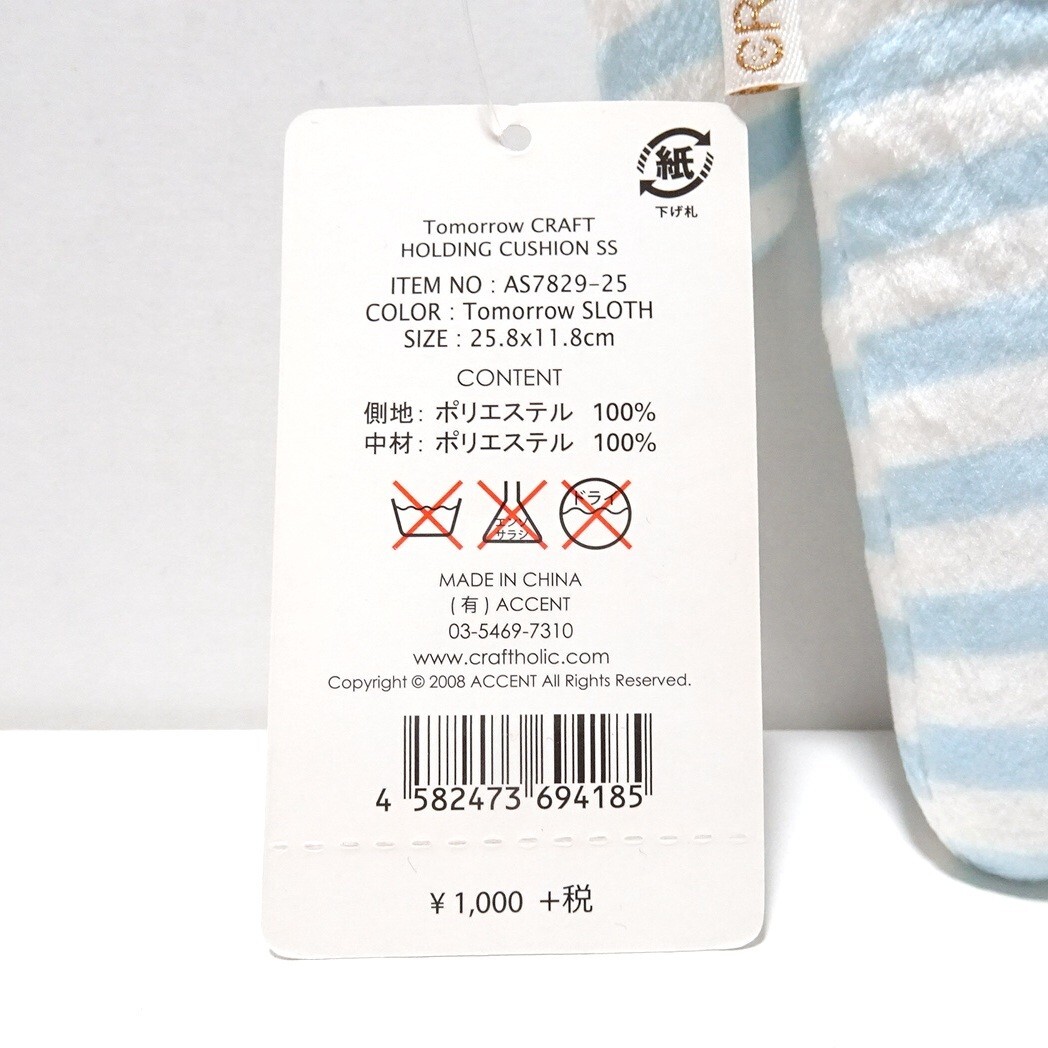 CR
紙
下げ札
Tomorrow CRAFT
HOLDING CUSHION SS
ITEM NO : AS7829-25
COLOR : Tomorrow SLOTH
SIZE : 25.8x11.8cm
CONTENT
側地: ポリエステル 100%
中材: ポリエステル 100%
エンソ
サラシ
ドライ
MADE IN CHINA
(有) ACCENT
03-5469-7310
www.craftholic.com
Copyright © 2008 ACCENT All Rights Reserved.
4 582473 694185
¥ 1,000 +税